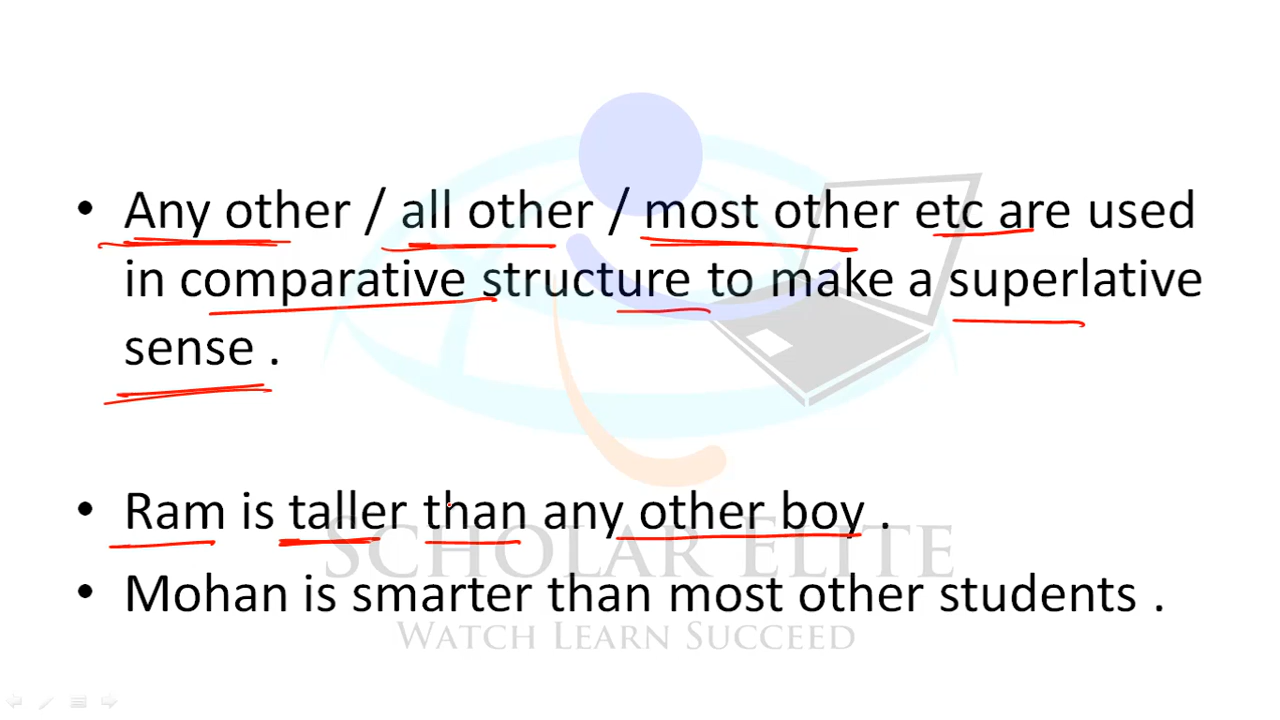 • Any other / all other / most other etc are used
in comparative structure to make a superlative
sense .
• Ram is taller than any other boy .
SCHOLAR ELITE
• Mohan is smarter than most other students .
WATCH LEARN SUCCEED